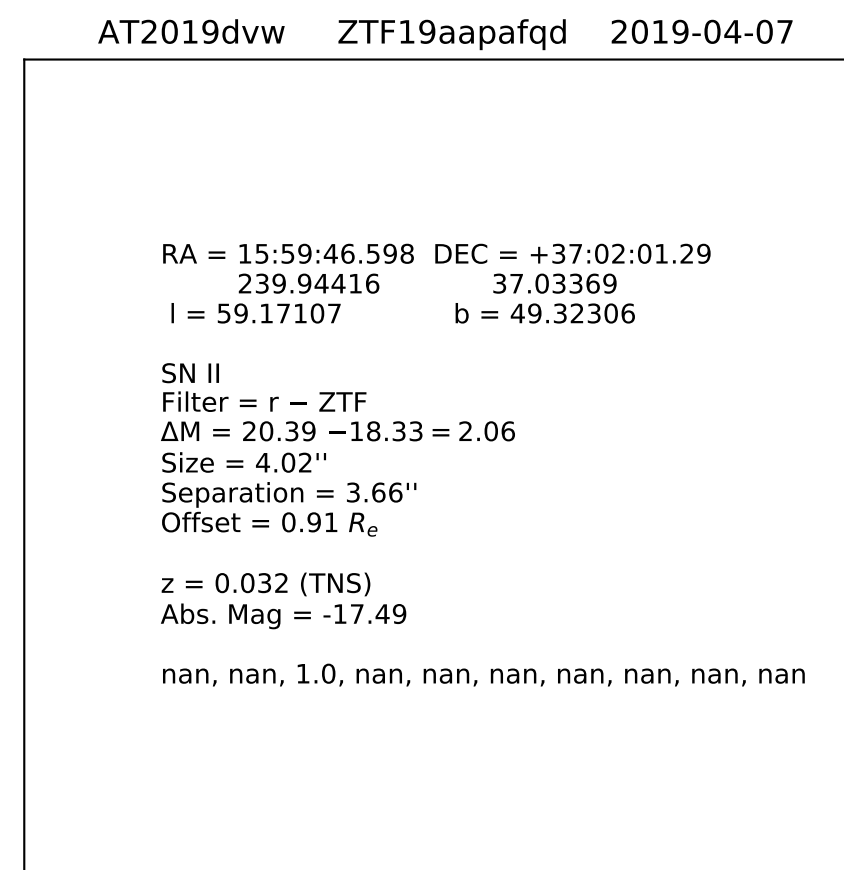 AT2019dvw ZTF19aapafqd 2019-04-07
RA = 15:59:46.598 DEC = +37:02:01.29
239.94416 37.03369
l = 59.17107 b = 49.32306
SN II
Filter = r − ZTF
ΔM = 20.39 −18.33 = 2.06
Size = 4.02''
Separation = 3.66''
Offset = 0.91 Rₑ
z = 0.032 (TNS)
Abs. Mag = -17.49
nan, nan, 1.0, nan, nan, nan, nan, nan, nan, nan